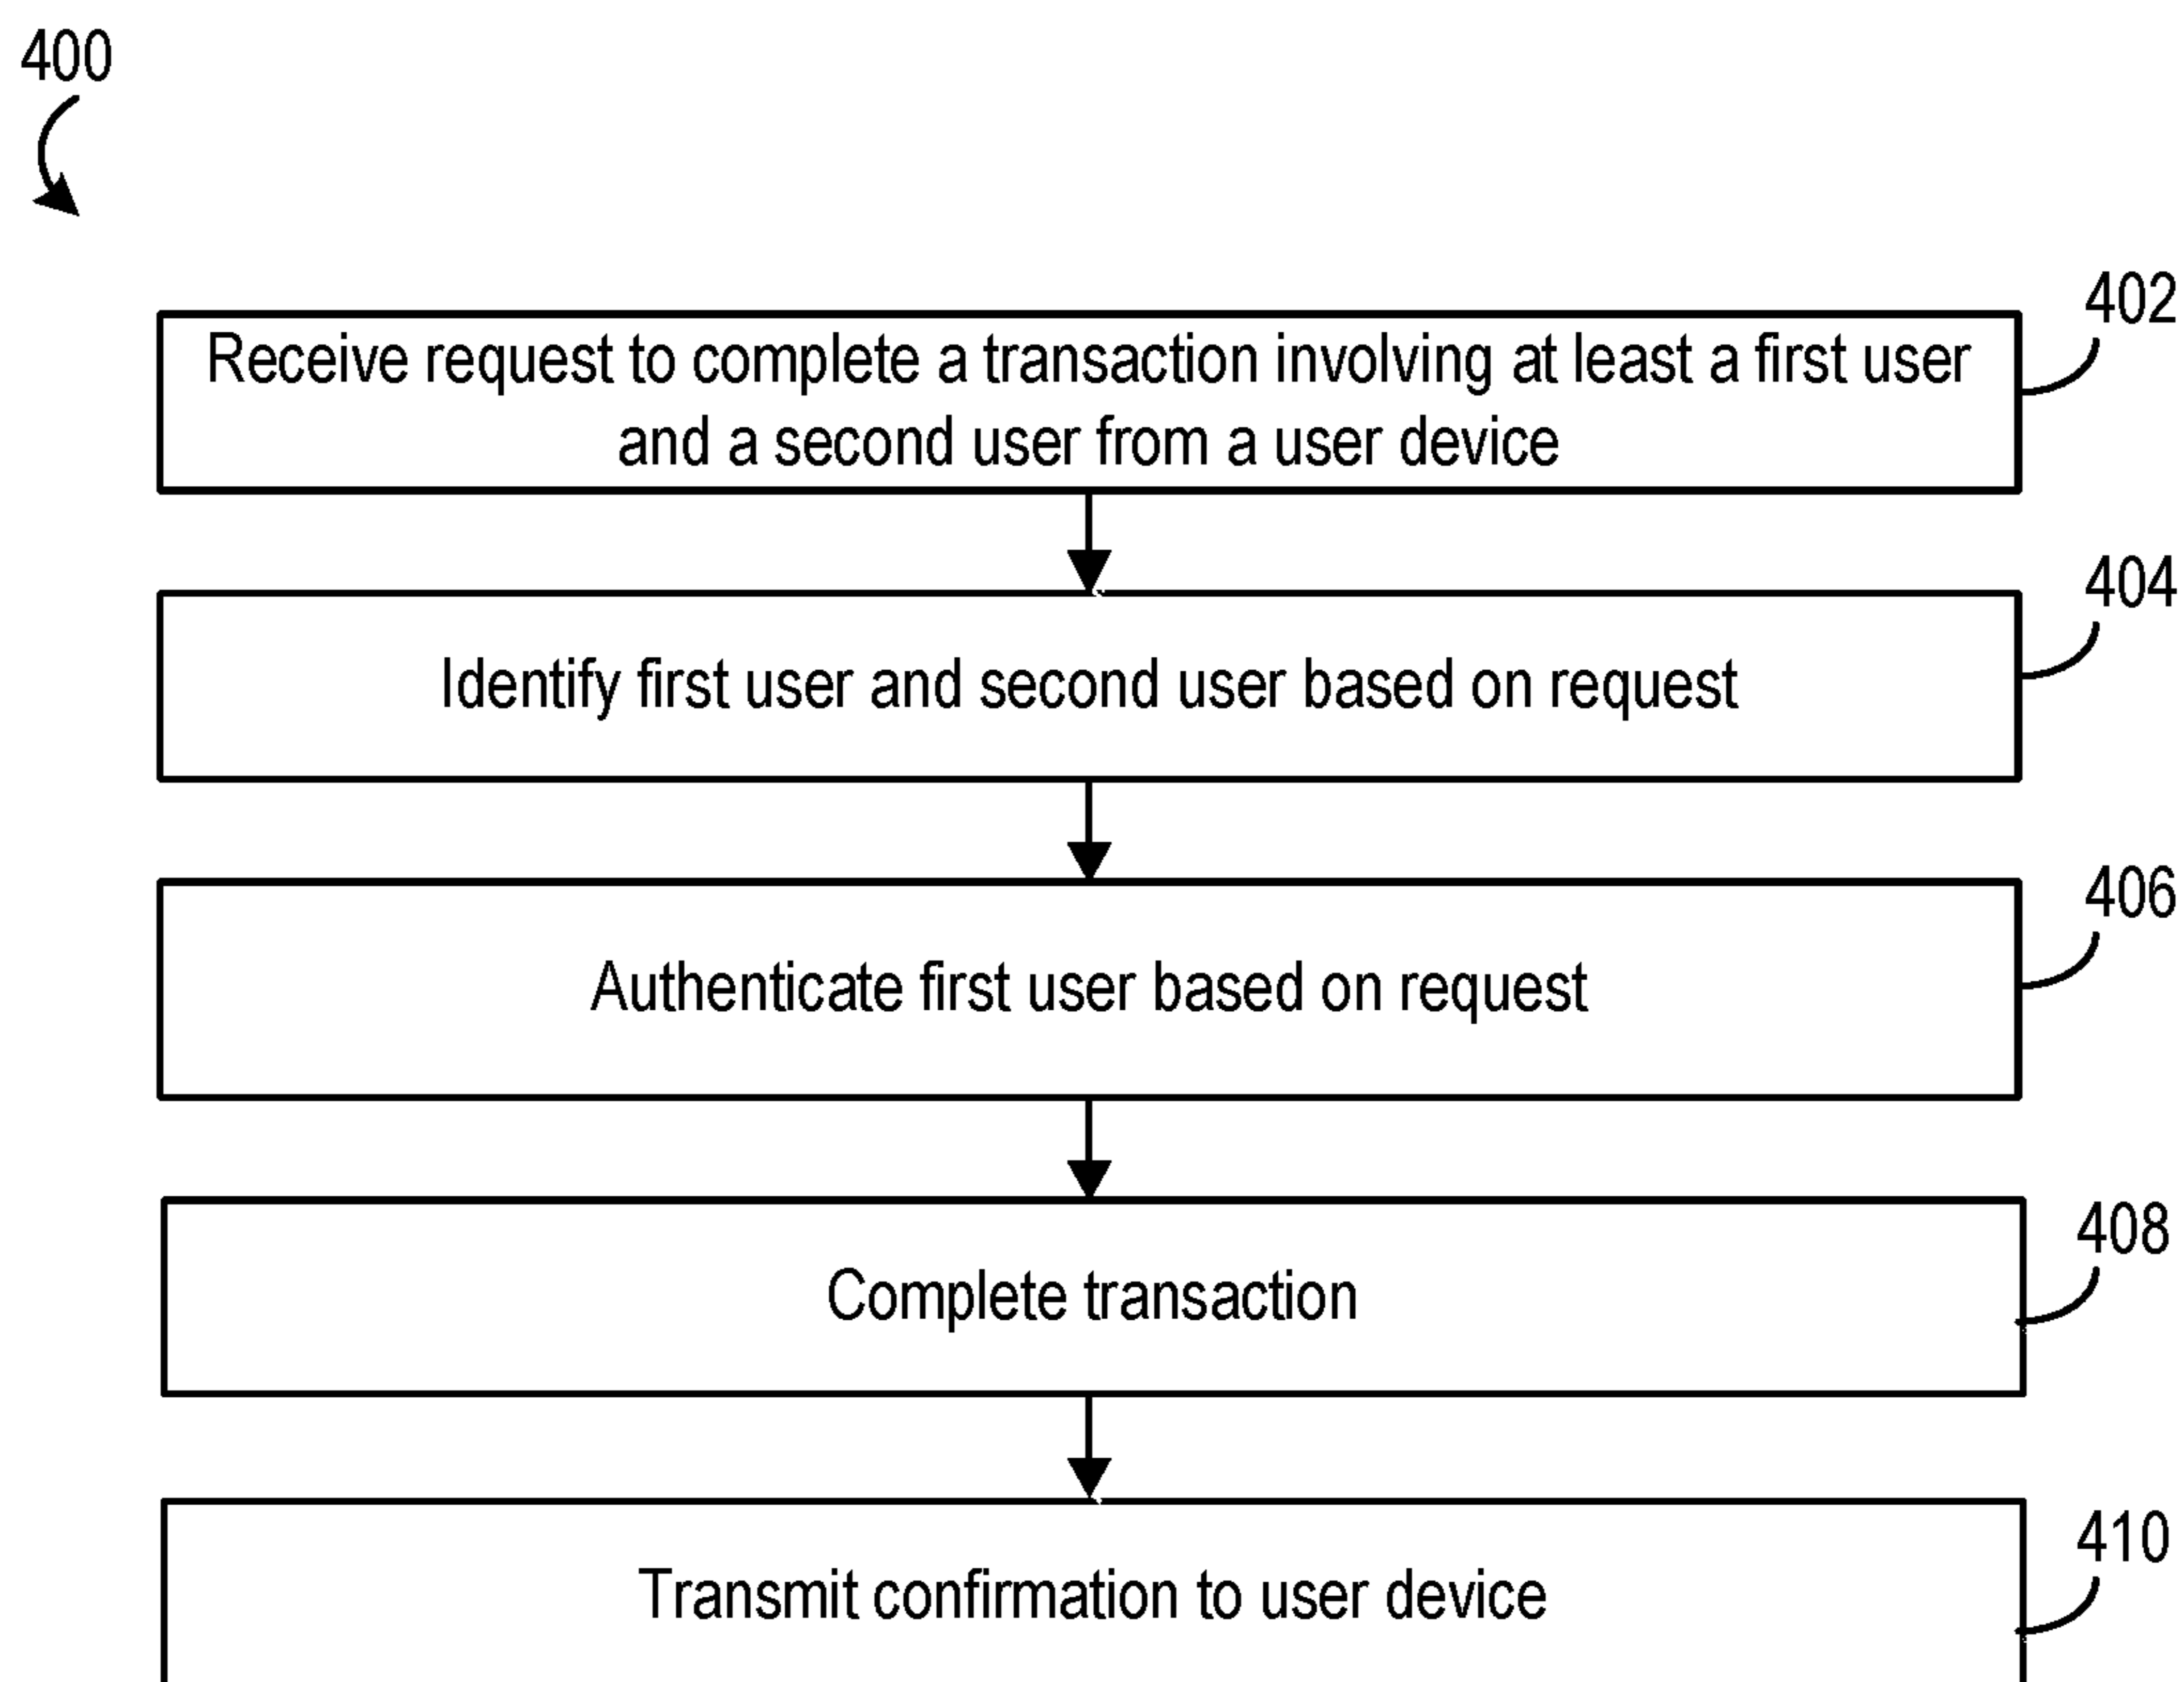 400
402
Receive request to complete a transaction involving at least a first user
and a second user from a user device
404
Identify first user and second user based on request
406
Authenticate first user based on request
408
Complete transaction
410
Transmit confirmation to user device